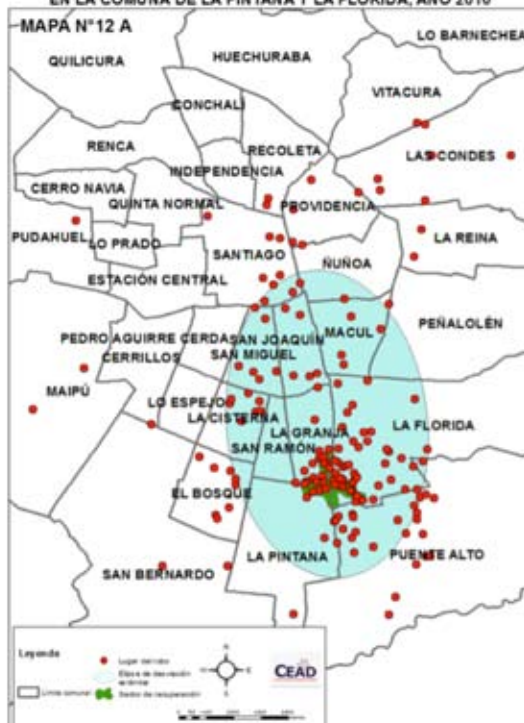 EN LA COMUNA DE LA PINTANA Y LA FLORIDA, AÑO 2010
MAPA N°12 A
LO BARNECHEA
QUILICURA
HUECHURABA
VITACURA
CONCHALÍ
RENCA
RECOLETA
LAS CONDES
INDEPENDENCIA
CERRO NAVIA
QUINTA NORMAL
PROVIDENCIA
PUDAHUEL
LO PRADO
LA REINA
SANTIAGO
ÑUÑOA
ESTACIÓN CENTRAL
PEÑALOLÉN
MACUL
PEDRO AGUIRRE CERDA
SAN JOAQUÍN
CERRILLOS
SAN MIGUEL
MAIPÚ
LO ESPEJO
LA CISTERNA
LA GRANJA
LA FLORIDA
SAN RAMÓN
EL BOSQUE
LA PINTANA
PUENTE ALTO
SAN BERNARDO
Leyenda
N
Lugar del robo
Elipse de desviación
estándar
CEAD
Límite comunal
Sector de recuperación
S